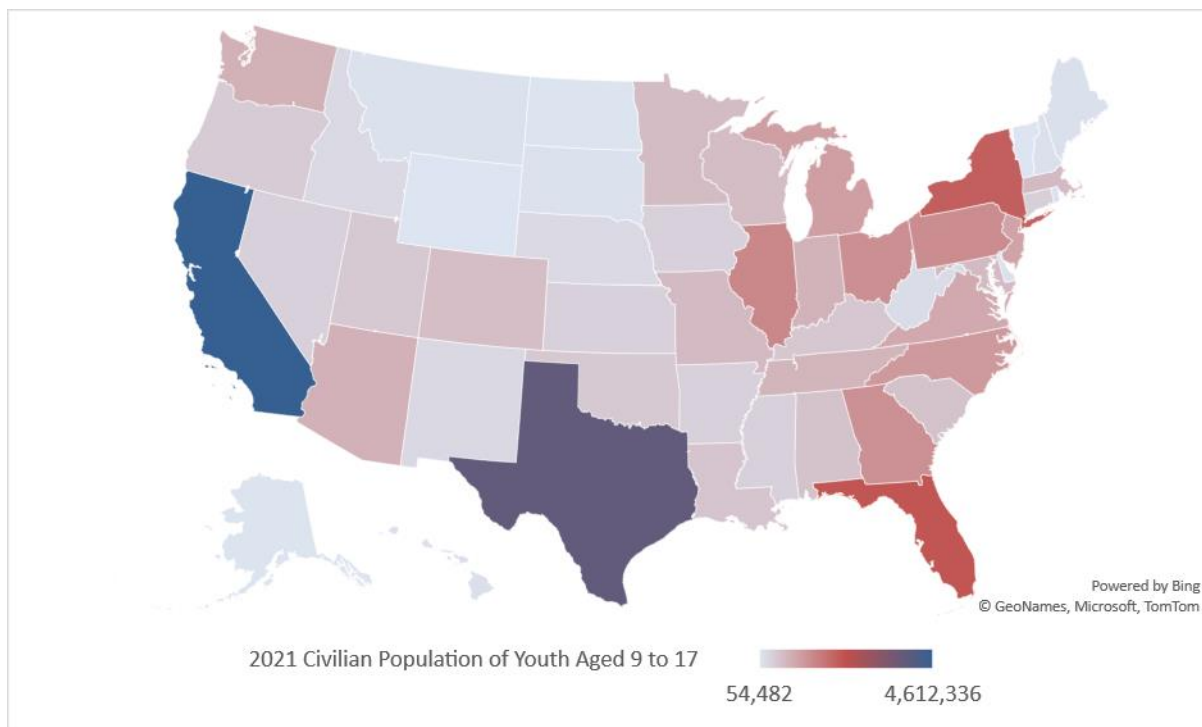 Powered by Bing
© GeoNames, Microsoft, TomTom
2021 Civilian Population of Youth Aged 9 to 17
54,482 4,612,336